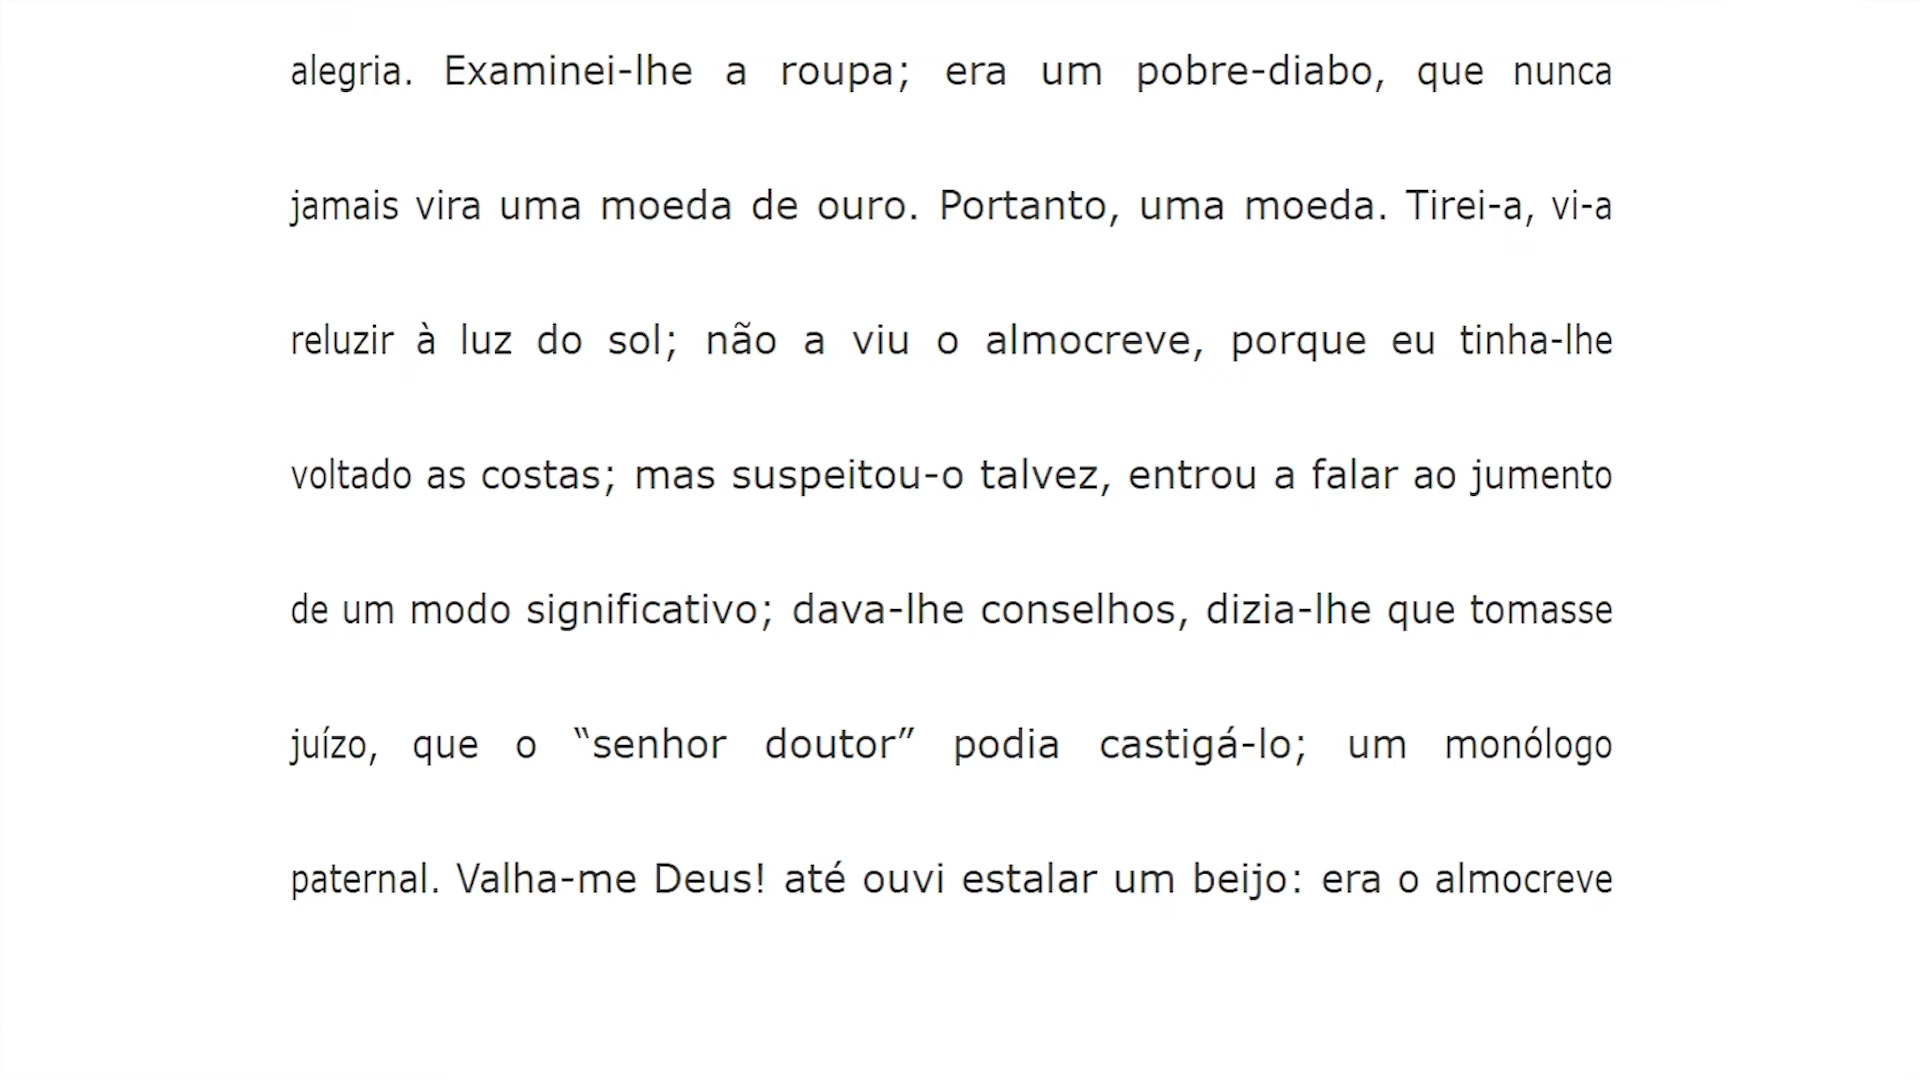 alegria. Examinei-lhe a roupa; era um pobre-diabo, que nunca
jamais vira uma moeda de ouro. Portanto, uma moeda. Tirei-a, vi-a
reluzir à luz do sol; não a viu o almocreve, porque eu tinha-lhe
voltado as costas; mas suspeitou-o talvez, entrou a falar ao jumento
de um modo significativo; dava-lhe conselhos, dizia-lhe que tomasse
juízo, que o “senhor doutor” podia castigá-lo; um monólogo
paternal. Valha-me Deus! até ouvi estalar um beijo: era o almocreve